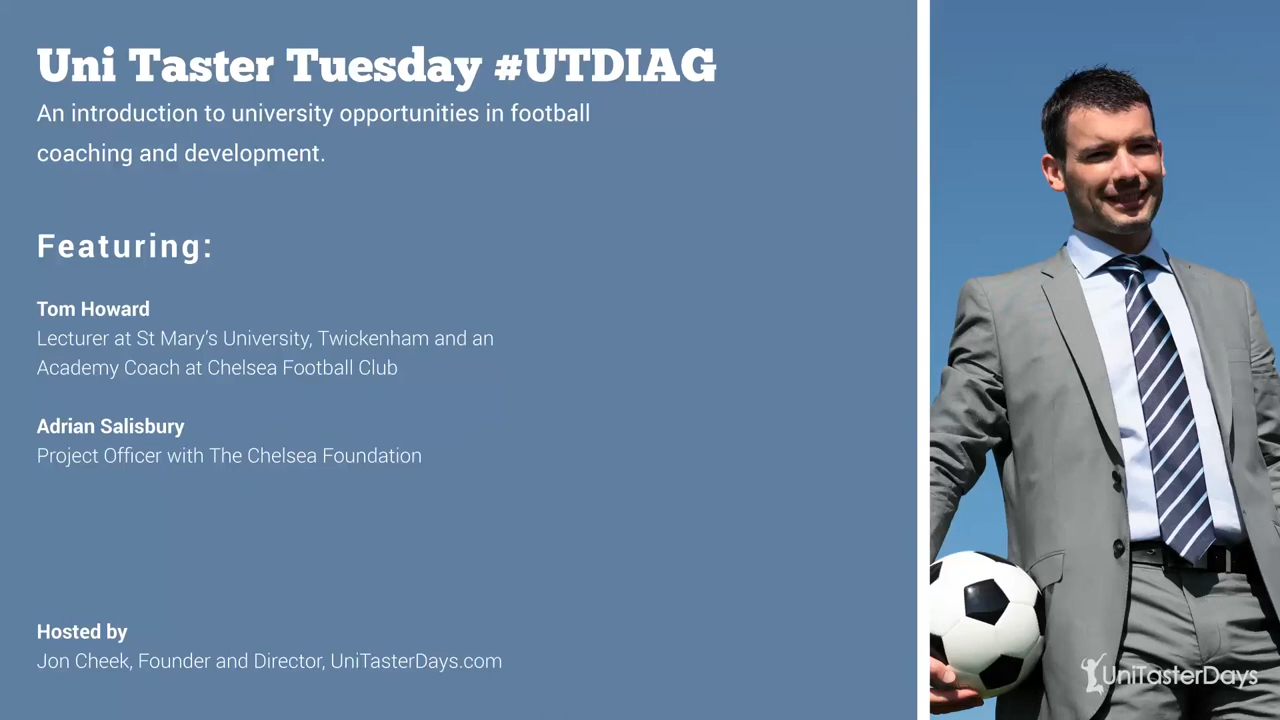 Uni Taster Tuesday #UTDIAG
An introduction to university opportunities in football
coaching and development.
Featuring:
Tom Howard
Lecturer at St Mary's University, Twickenham and an
Academy Coach at Chelsea Football Club
Adrian Salisbury
Project Officer with The Chelsea Foundation
Hosted by
Jon Cheek, Founder and Director, UniTasterDays.com
UniTasterDays